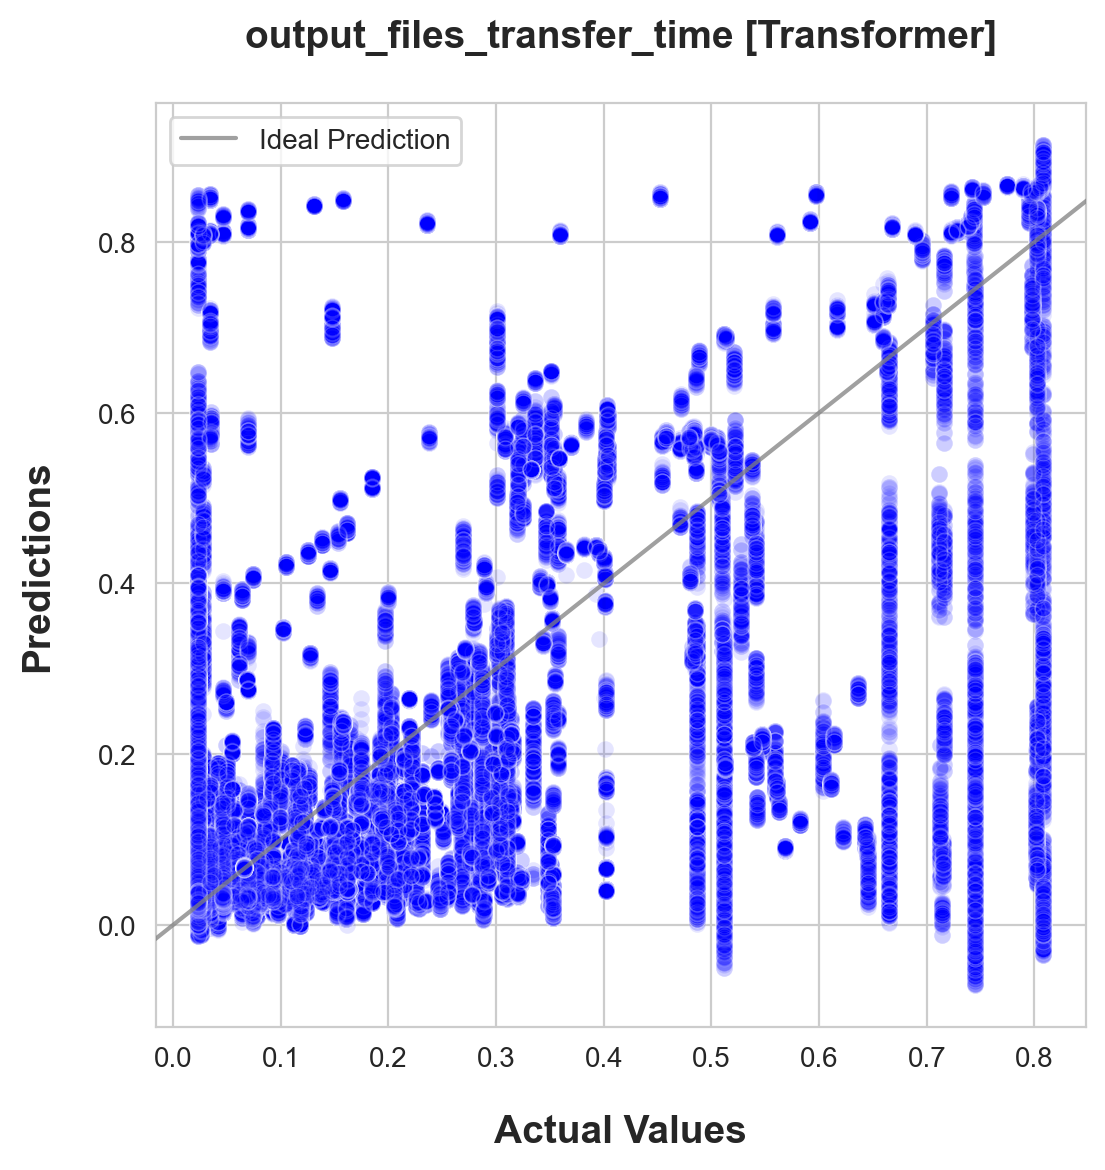 output_files_transfer_time [Transformer]
Ideal Prediction
Predictions
0.8
0.6
0.4
0.2
0.0
0.0 0.1 0.2 0.3 0.4 0.5 0.6 0.7 0.8
Actual Values